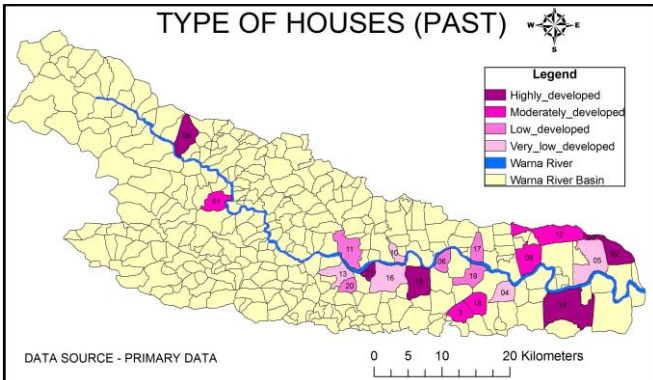 TYPE OF HOUSES (PAST)
N
W E
S
Legend
Highly_developed
Moderately_developed
Low_developed
Very_low_developed
Warna River
Warna River Basin
01
12
11
17
10
02
05
06
13
16
15
19
20
04
18
3
14
DATA SOURCE - PRIMARY DATA
0 5 10 20 Kilometers